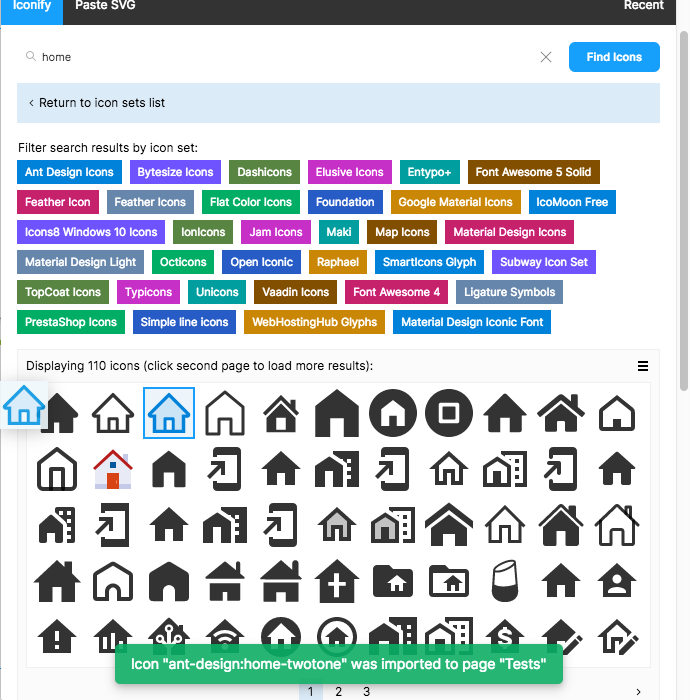 Iconify Paste SVG Recent
home Find Icons
‹ Return to icon sets list
Filter search results by icon set:
Ant Design Icons Bytesize Icons Dashicons Elusive Icons Entypo+ Font Awesome 5 Solid
Feather Icon Feather Icons Flat Color Icons Foundation Google Material Icons IcoMoon Free
Icons8 Windows 10 Icons IonIcons Jam Icons Maki Map Icons Material Design Icons
Material Design Light Octicons Open Iconic Raphael SmartIcons Glyph Subway Icon Set
TopCoat Icons Typicons Unicons Vaadin Icons Font Awesome 4 Ligature Symbols
PrestaShop Icons Simple line icons WebHostingHub Glyphs Material Design Iconic Font
Displaying 110 icons (click second page to load more results):
Icon "ant-design:home-twotone" was imported to page "Tests"
1 2 3 ›